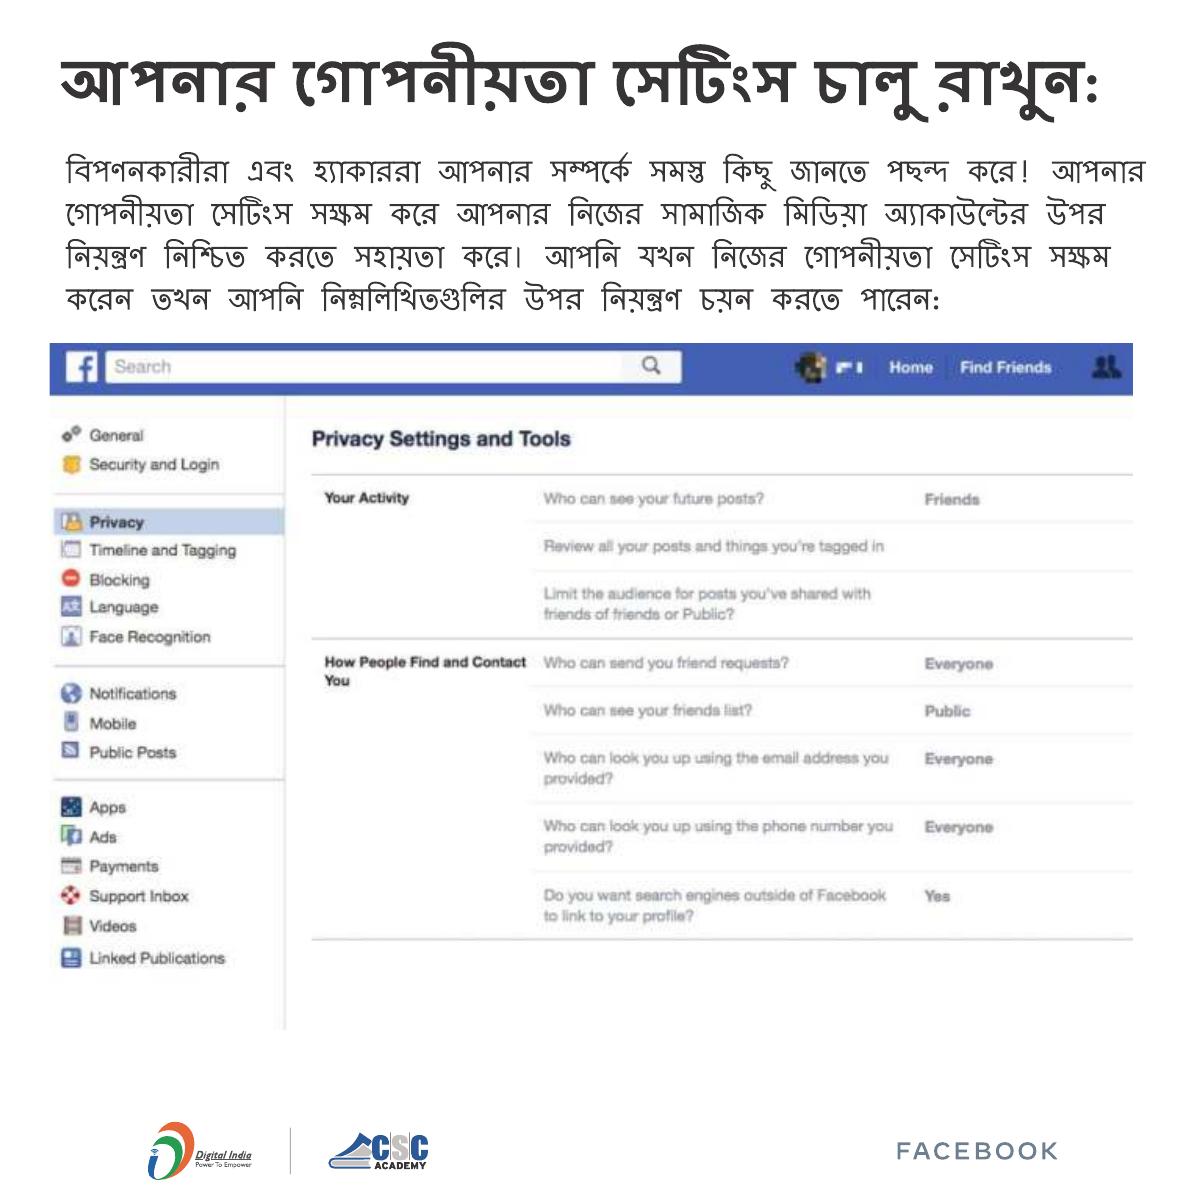 আপনার গোপনীয়তা সেটিংস চালু রাখুন:
বিপণনকারীরা এবং হ্যাকাররা আপনার সম্পর্কে সমস্ত কিছু জানতে পছন্দ করে! আপনার
গোপনীয়তা সেটিংস সক্ষম করে আপনার নিজের সামাজিক মিডিয়া অ্যাকাউন্টের উপর
নিয়ন্ত্রণ নিশ্চিত করতে সহায়তা করে। আপনি যখন নিজের গোপনীয়তা সেটিংস সক্ষম
করেন তখন আপনি নিম্নলিখিতগুলির উপর নিয়ন্ত্রণ চয়ন করতে পারেন:
f Search Home Find Friends
General
Security and Login
Privacy
Timeline and Tagging
Blocking
Language
Face Recognition
Notifications
Mobile
Public Posts
Apps
Ads
Payments
Support Inbox
Videos
Linked Publications
Privacy Settings and Tools
Your Activity Who can see your future posts? Friends
Review all your posts and things you're tagged in
Limit the audience for posts you've shared with
friends of friends or Public?
How People Find and Contact Who can send you friend requests? Everyone
You
Who can see your friends list? Public
Who can look you up using the email address you Everyone
provided?
Who can look you up using the phone number you Everyone
provided?
Do you want search engines outside of Facebook Yes
to link to your profile?
Digital India
Power To Empower
CSC
ACADEMY
FACEBOOK